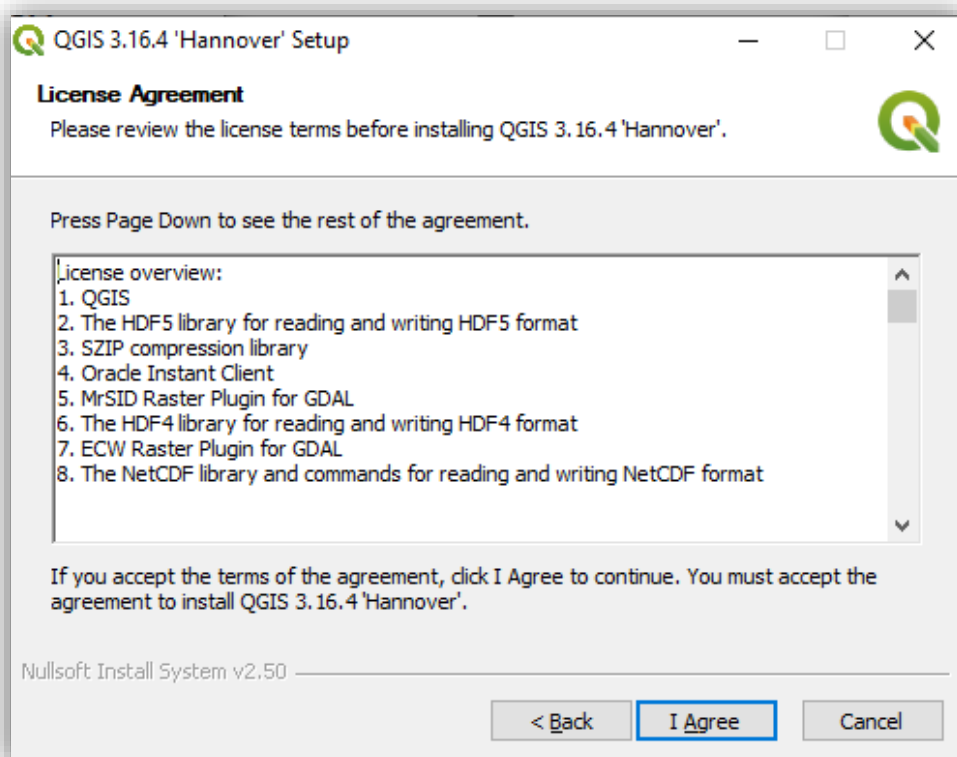 QGIS 3.16.4 'Hannover' Setup
License Agreement
Please review the license terms before installing QGIS 3.16.4 'Hannover'.
Press Page Down to see the rest of the agreement.
License overview:
1. QGIS
2. The HDF5 library for reading and writing HDF5 format
3. SZIP compression library
4. Oracle Instant Client
5. MrSID Raster Plugin for GDAL
6. The HDF4 library for reading and writing HDF4 format
7. ECW Raster Plugin for GDAL
8. The NetCDF library and commands for reading and writing NetCDF format
If you accept the terms of the agreement, click I Agree to continue. You must accept the
agreement to install QGIS 3.16.4 'Hannover'.
Nullsoft Install System v2.50
< Back I Agree Cancel